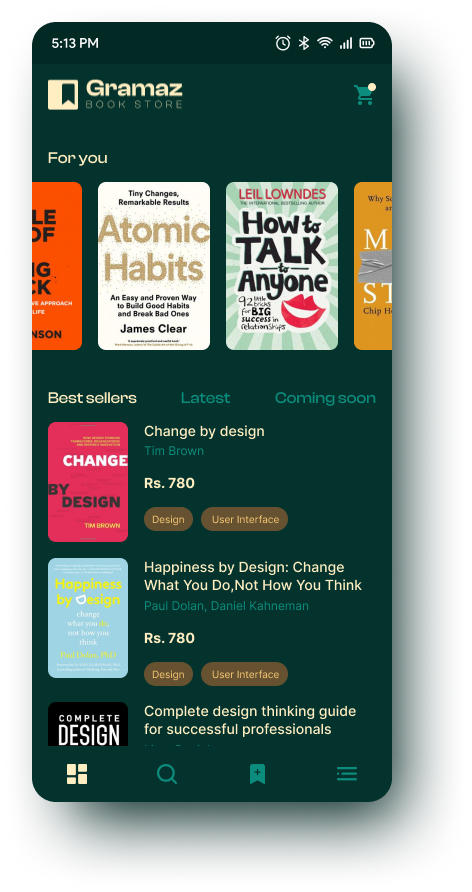 5:13 PM
Gramaz
BOOK STORE
For you
LE
OF
NG
CK
VE APPROACH
LIFE
NSON
Tiny Changes,
Remarkable Results
Atomic
Habits
An Easy and Proven Way
to Build Good Habits
and Break Bad Ones
James Clear
LEIL LOWNDES
THE INTERNATIONAL BESTSELLING AUTHOR
How to
TALK
to
Anyone
92 little
tricks
for BIG
success in
relationships
Why So
an
M
ST
Chip He
Best sellers
Latest
Coming soon
CHANGE
BY
DESIGN
TIM BROWN
Change by design
Tim Brown
Rs. 780
Design
User Interface
Happiness
by Design
change
what you do,
not how you
think
Paul Dolan, PhD
Happiness by Design: Change
What You Do,Not How You Think
Paul Dolan, Daniel Kahneman
Rs. 780
Design
User Interface
COMPLETE
DESIGN
THINKING
Complete design thinking guide
for successful professionals